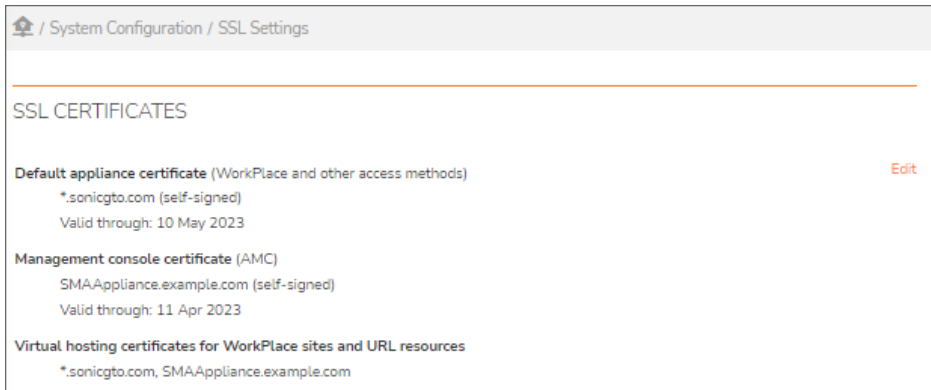 / System Configuration / SSL Settings
SSL CERTIFICATES
Default appliance certificate (WorkPlace and other access methods)
Edit
*.sonicgto.com (self-signed)
Valid through: 10 May 2023
Management console certificate (AMC)
SMAAppliance.example.com (self-signed)
Valid through: 11 Apr 2023
Virtual hosting certificates for WorkPlace sites and URL resources
*.sonicgto.com, SMAAppliance.example.com